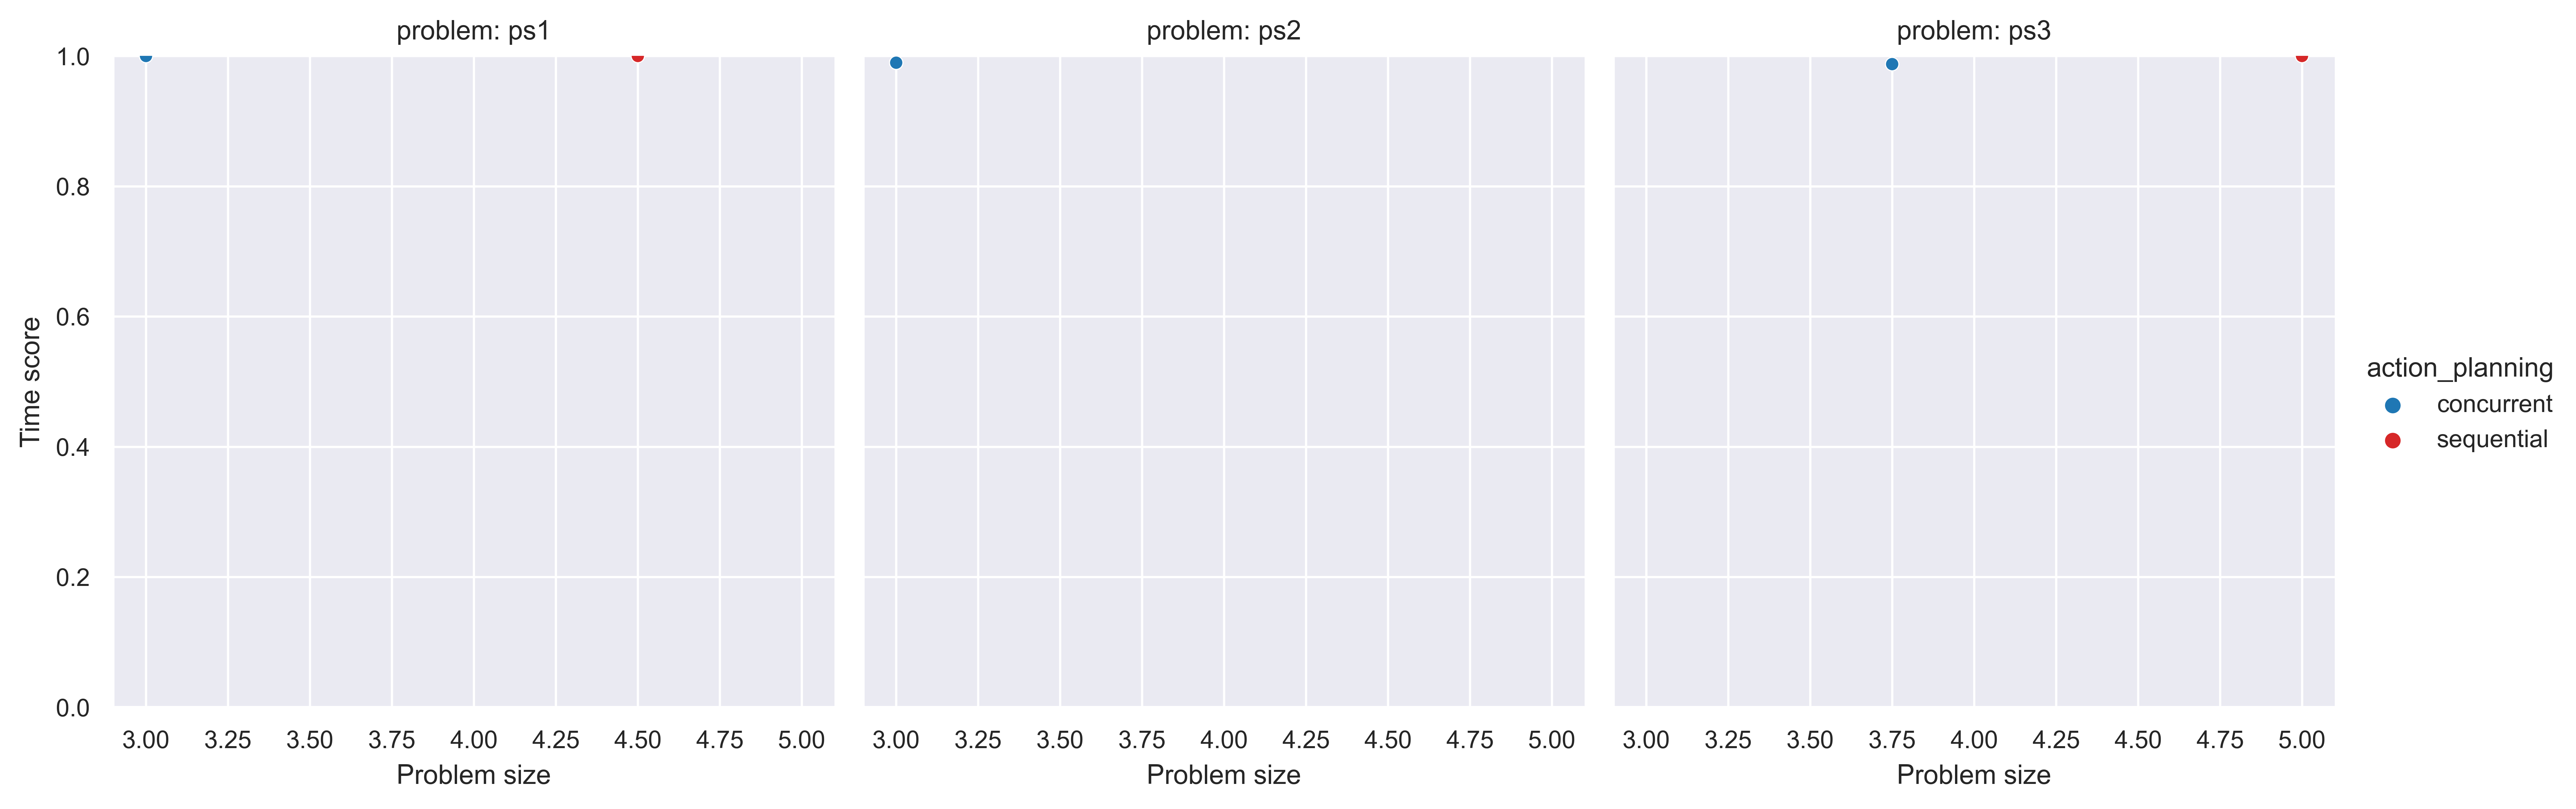 problem: ps1
problem: ps2
problem: ps3
1.0
0.8
0.6
0.4
0.2
0.0
Time score
3.00 3.25 3.50 3.75 4.00 4.25 4.50 4.75 5.00
3.00 3.25 3.50 3.75 4.00 4.25 4.50 4.75 5.00
3.00 3.25 3.50 3.75 4.00 4.25 4.50 4.75 5.00
Problem size
Problem size
Problem size
action_planning
concurrent
sequential